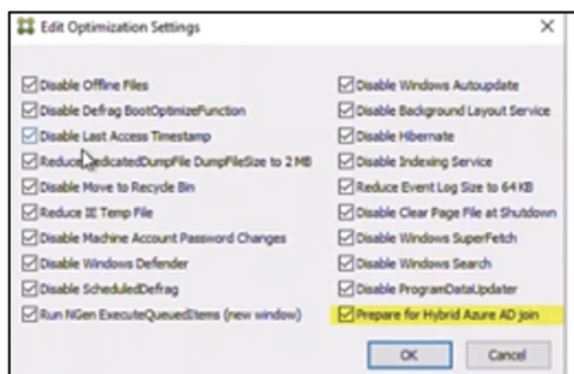 Edit Optimization Settings
Disable Offline Files
Disable Defrag BootOptimizeFunction
Disable Last Access Timestamp
Reduce DedicatedDumpFile DumpFileSize to 2 MB
Disable Move to Recycle Bin
Reduce IE Temp File
Disable Machine Account Password Changes
Disable Windows Defender
Disable ScheduledDefrag
Run NGen ExecuteQueuedItems (new window)
Disable Windows Autoupdate
Disable Background Layout Service
Disable Hibernate
Disable Indexing Service
Reduce Event Log Size to 64 KB
Disable Clear Page File at Shutdown
Disable Windows SuperFetch
Disable Windows Search
Disable ProgramDataUpdater
Prepare for Hybrid Azure AD join
OK
Cancel